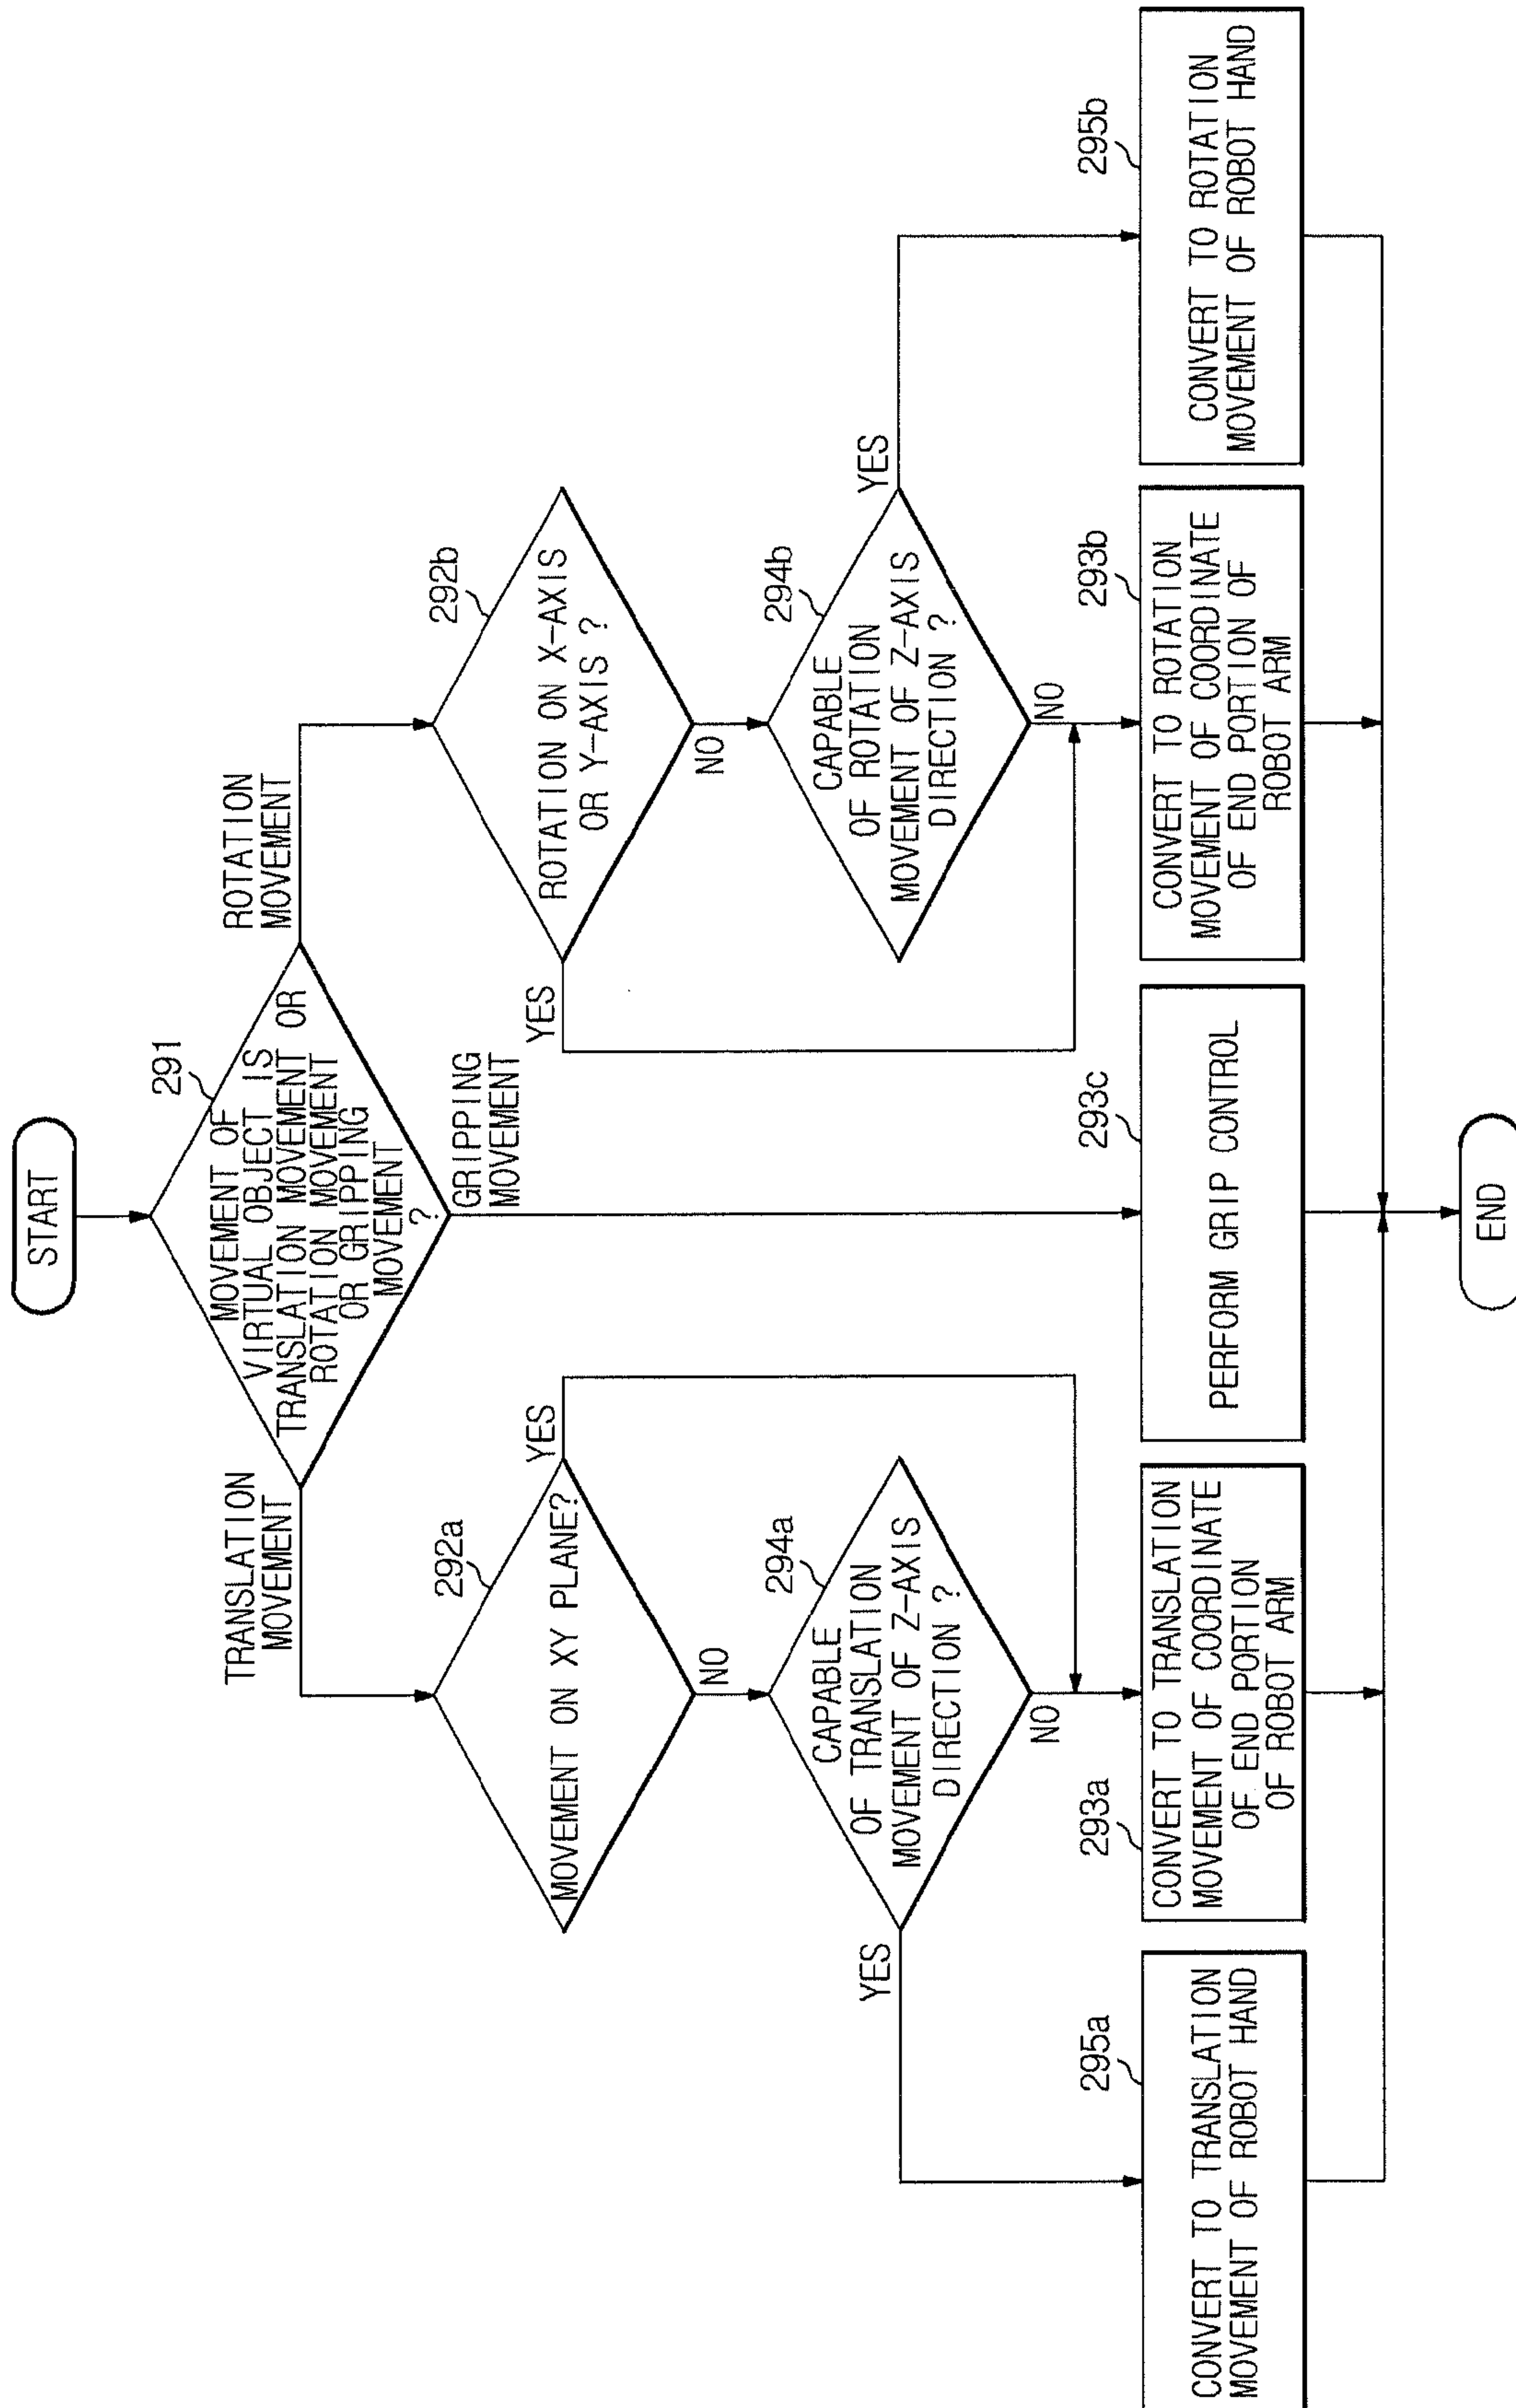 START
291
MOVEMENT OF
VIRTUAL OBJECT IS
TRANSLATION MOVEMENT OR
ROTATION MOVEMENT
OR GRIPPING
MOVEMENT
?
TRANSLATION
MOVEMENT
GRIPPING
MOVEMENT
ROTATION
MOVEMENT
292a
MOVEMENT ON XY PLANE?
YES
NO
292b
ROTATION ON X-AXIS
OR Y-AXIS ?
YES
NO
294a
CAPABLE
OF TRANSLATION
MOVEMENT OF Z-AXIS
DIRECTION ?
YES
NO
294b
CAPABLE
OF ROTATION
MOVEMENT OF Z-AXIS
DIRECTION ?
YES
NO
295a
CONVERT TO TRANSLATION
MOVEMENT OF ROBOT HAND
293a
CONVERT TO TRANSLATION
MOVEMENT OF COORDINATE
OF END PORTION
OF ROBOT ARM
293c
PERFORM GRIP CONTROL
293b
CONVERT TO ROTATION
MOVEMENT OF COORDINATE
OF END PORTION OF
ROBOT ARM
295b
CONVERT TO ROTATION
MOVEMENT OF ROBOT HAND
END